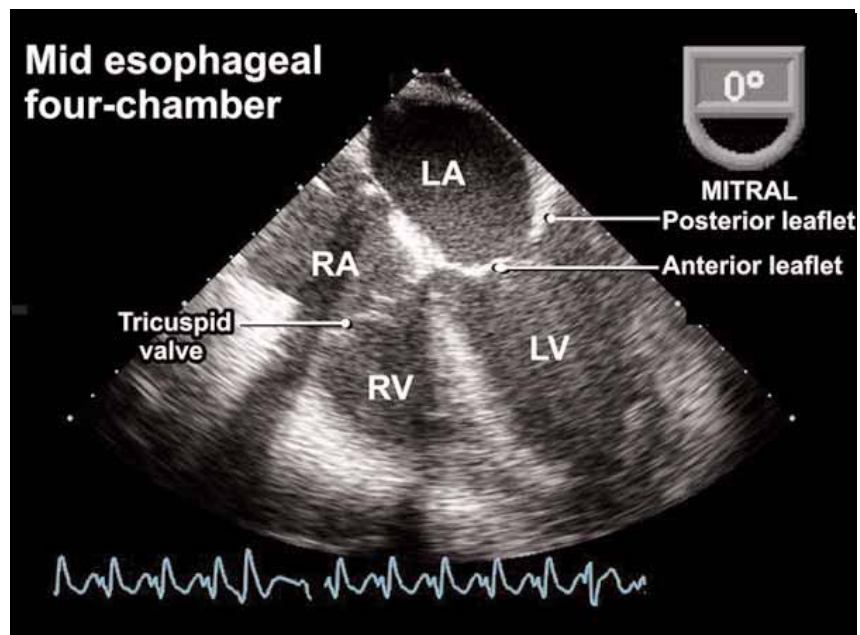 Mid esophageal
four-chamber
0°
LA
MITRAL
Posterior leaflet
RA
Anterior leaflet
Tricuspid
valve
LV
RV